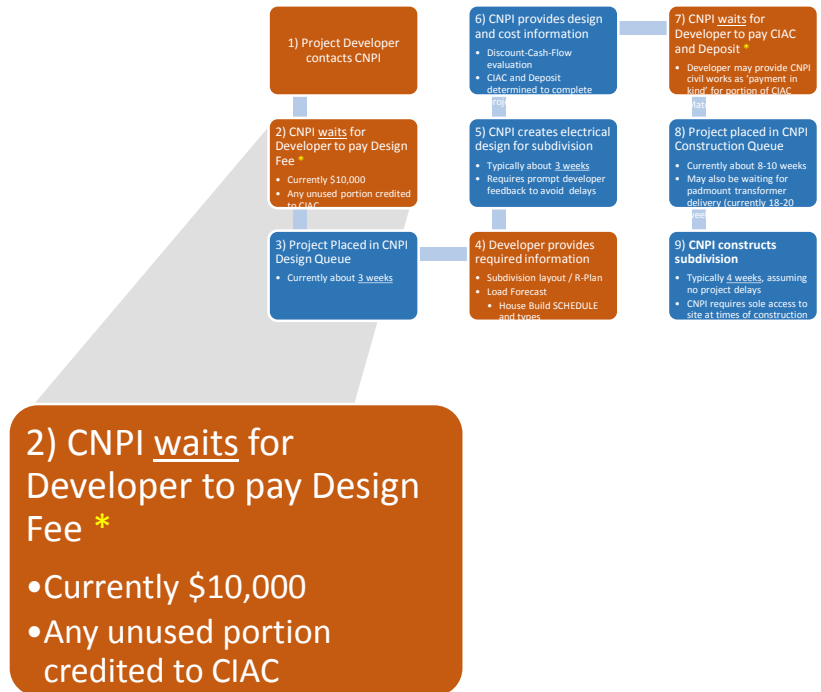 1) Project Developer
contacts CNPI
2) CNPI waits for
Developer to pay Design
Fee *
• Currently $10,000
• Any unused portion
credited to CIAC
3) Project Placed in CNPI
Design Queue
• Currently about 3 weeks
4) Developer provides
required information
• Subdivision layout / R-Plan
• Load Forecast
• House Build SCHEDULE
and types
5) CNPI creates electrical
design for subdivision
• Typically about 3 weeks
• Requires prompt developer
feedback to avoid delays
6) CNPI provides design
and cost information
• Discount-Cash-Flow
evaluation
• CIAC and Deposit
determined to complete
7) CNPI waits for
Developer to pay CIAC
and Deposit *
• Developer may provide CNPI
civil works as 'payment in
kind' for portion of CIAC
8) Project placed in CNPI
Construction Queue
• Currently about 8-10 weeks
• May also be waiting for
padmount transformer
delivery (currently 18-20
9) CNPI constructs
subdivision
• Typically 4 weeks, assuming
no project delays
• CNPI requires sole access to
site at times of construction
2) CNPI waits for
Developer to pay Design
Fee *
•Currently $10,000
•Any unused portion
credited to CIAC